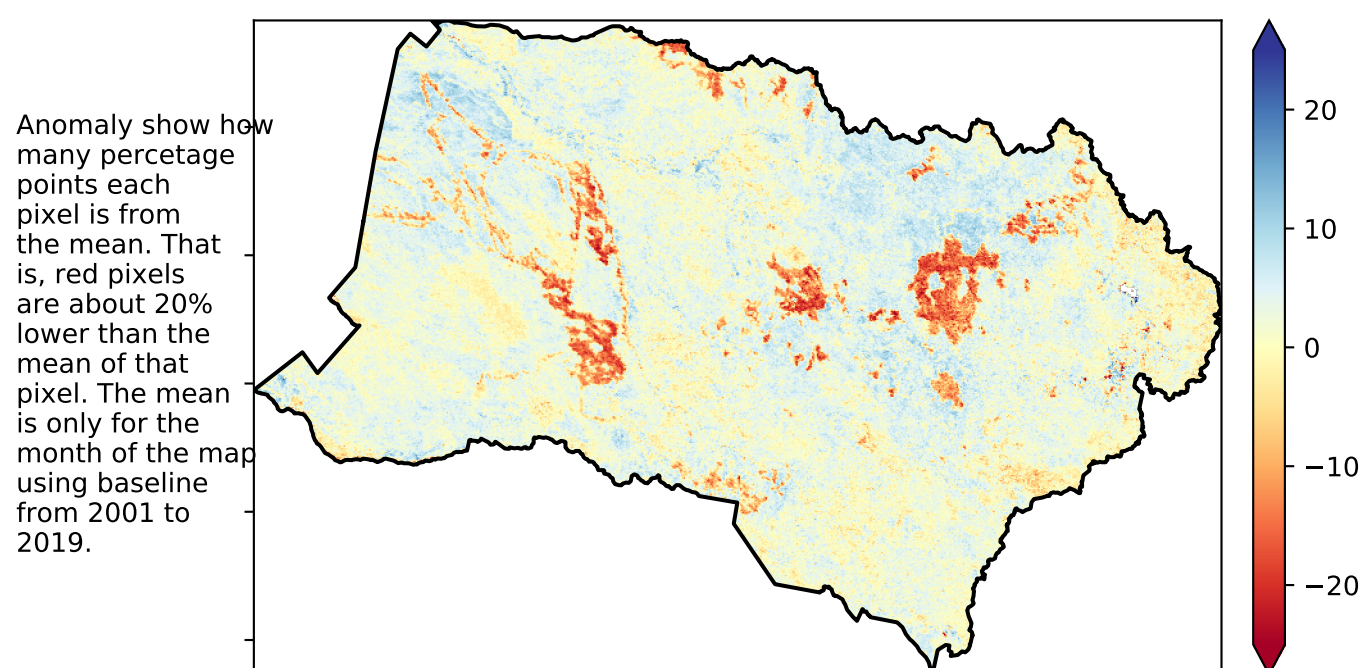 Anomaly show how
many percetage
points each
pixel is from
the mean. That
is, red pixels
are about 20%
lower than the
mean of that
pixel. The mean
is only for the
month of the map
using baseline
from 2001 to
2019.
20
10
0
−10
−20